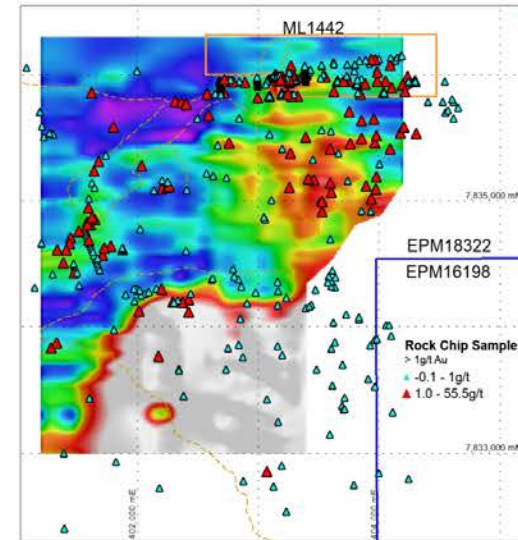 ML1442
7,835,000 mN
EPM18322
EPM16198
Rock Chip Sample
> 1g/t Au
-0.1 - 1g/t
1.0 - 55.5g/t
7,833,000 mN
402,000 mE
404,000 mE